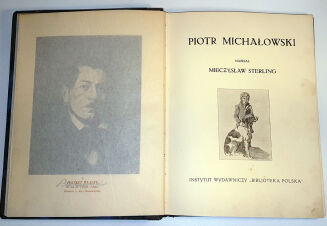 PIOTR MICHAŁOWSKI
NAPISAŁ
MIECZYSŁAW STERLING
INSTYTUT WYDAWNICZY „BIBLJOTEKA POLSKA”